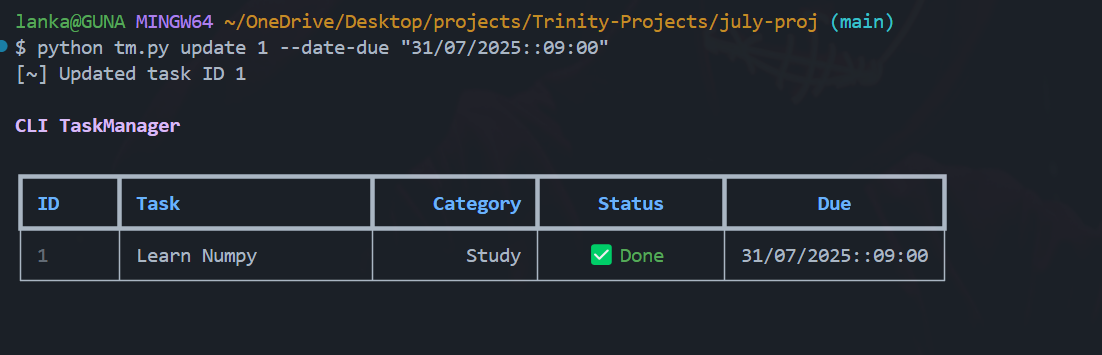 lanka@GUNA MINGW64 ~/OneDrive/Desktop/projects/Trinity-Projects/july-proj (main)
$ python tm.py update 1 --date-due "31/07/2025::09:00"
[~] Updated task ID 1
CLI TaskManager
ID Task Category Status Due
1 Learn Numpy Study ✅ Done 31/07/2025::09:00